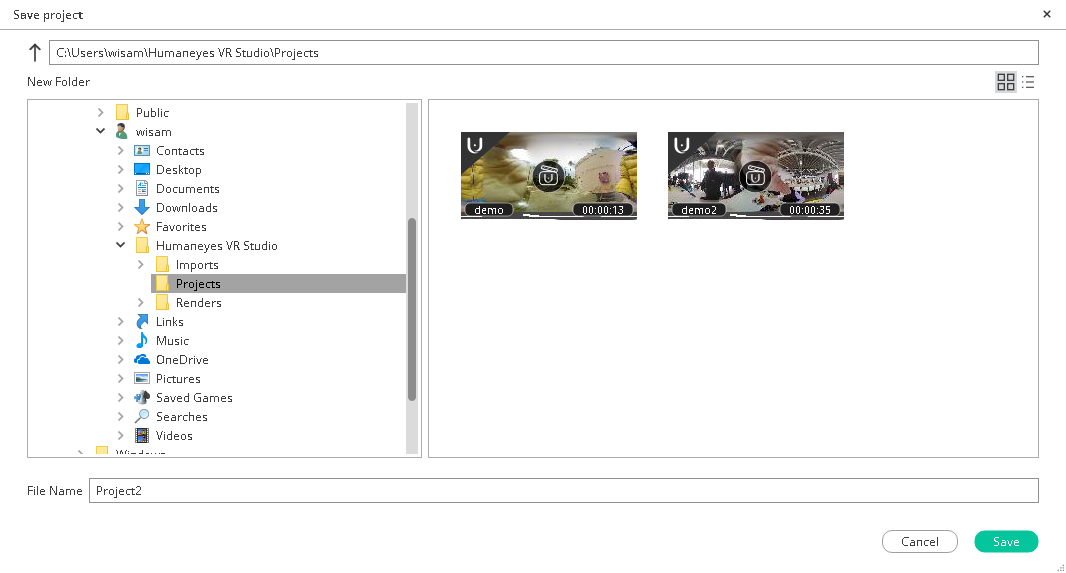 Save project
C:\Users\wisam\Humaneyes VR Studio\Projects
New Folder
Public
wisam
Contacts
Desktop
Documents
Downloads
Favorites
Humaneyes VR Studio
Imports
Projects
Renders
Links
Music
OneDrive
Pictures
Saved Games
Searches
Videos
Windows
demo
00:00:13
demo2
00:00:35
File Name
Project2
Cancel
Save